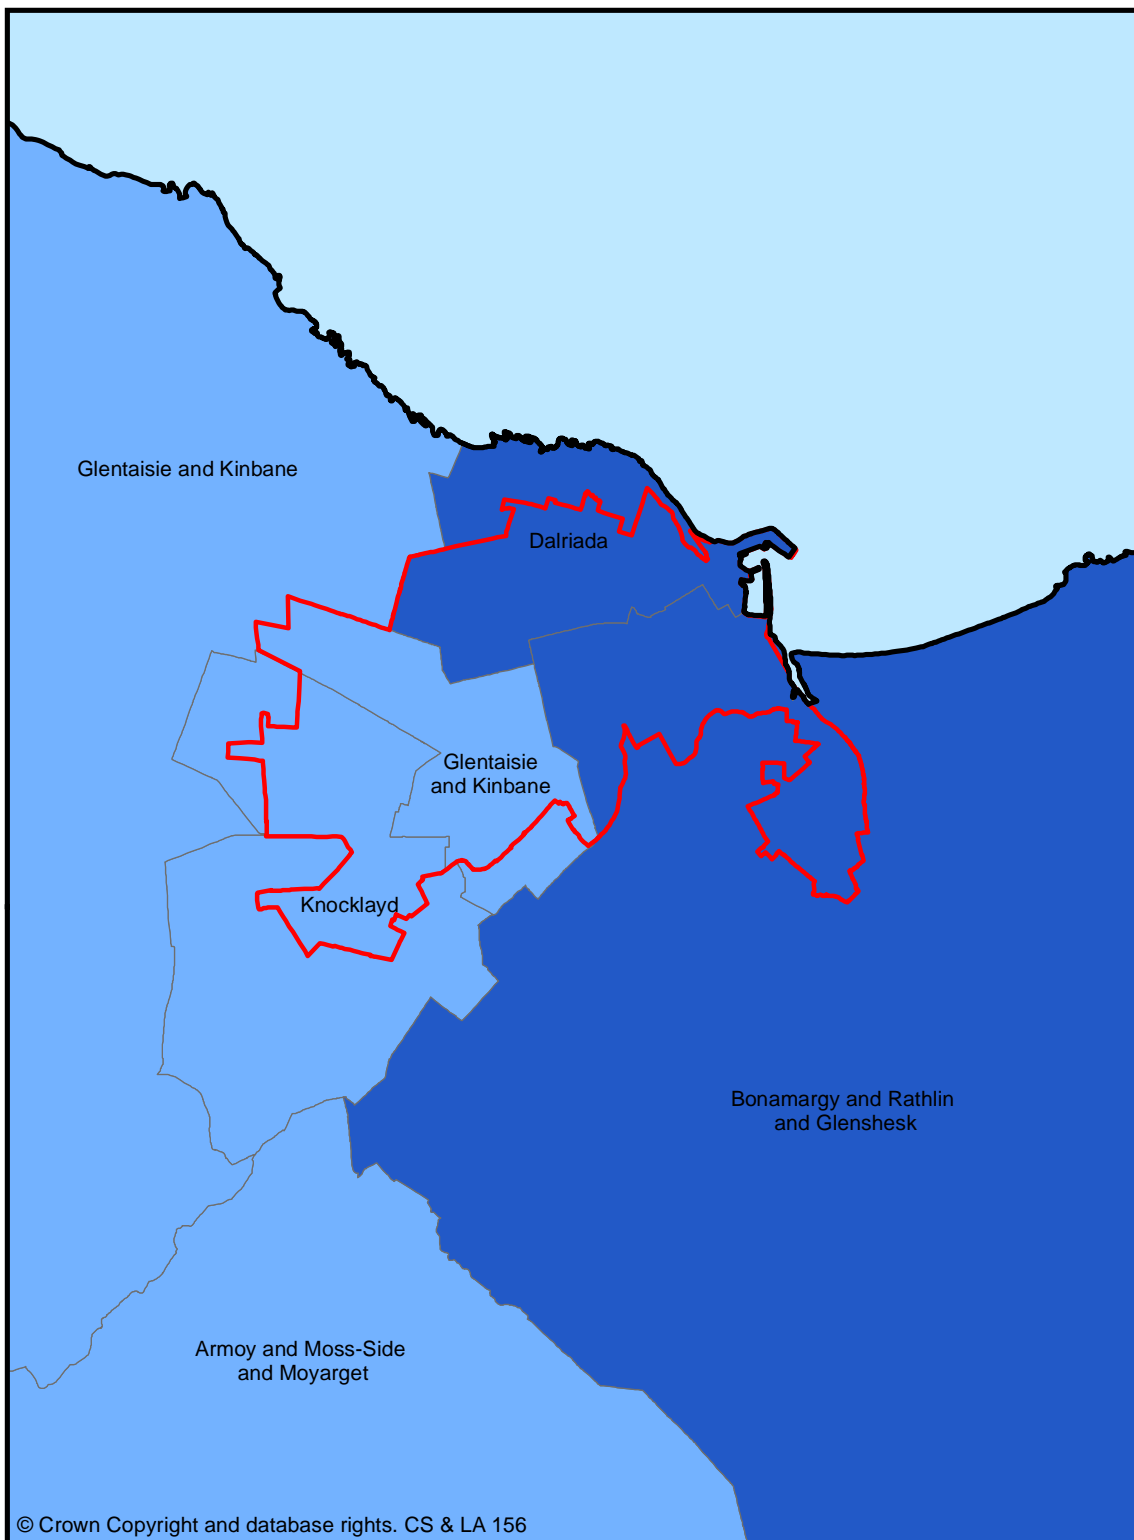 Glentaisie and Kinbane
Dalriada
Glentaisie
and Kinbane
Knocklayd
Bonamargy and Rathlin
and Glenshesk
Armoy and Moss-Side
and Moyarget
© Crown Copyright and database rights. CS & LA 156